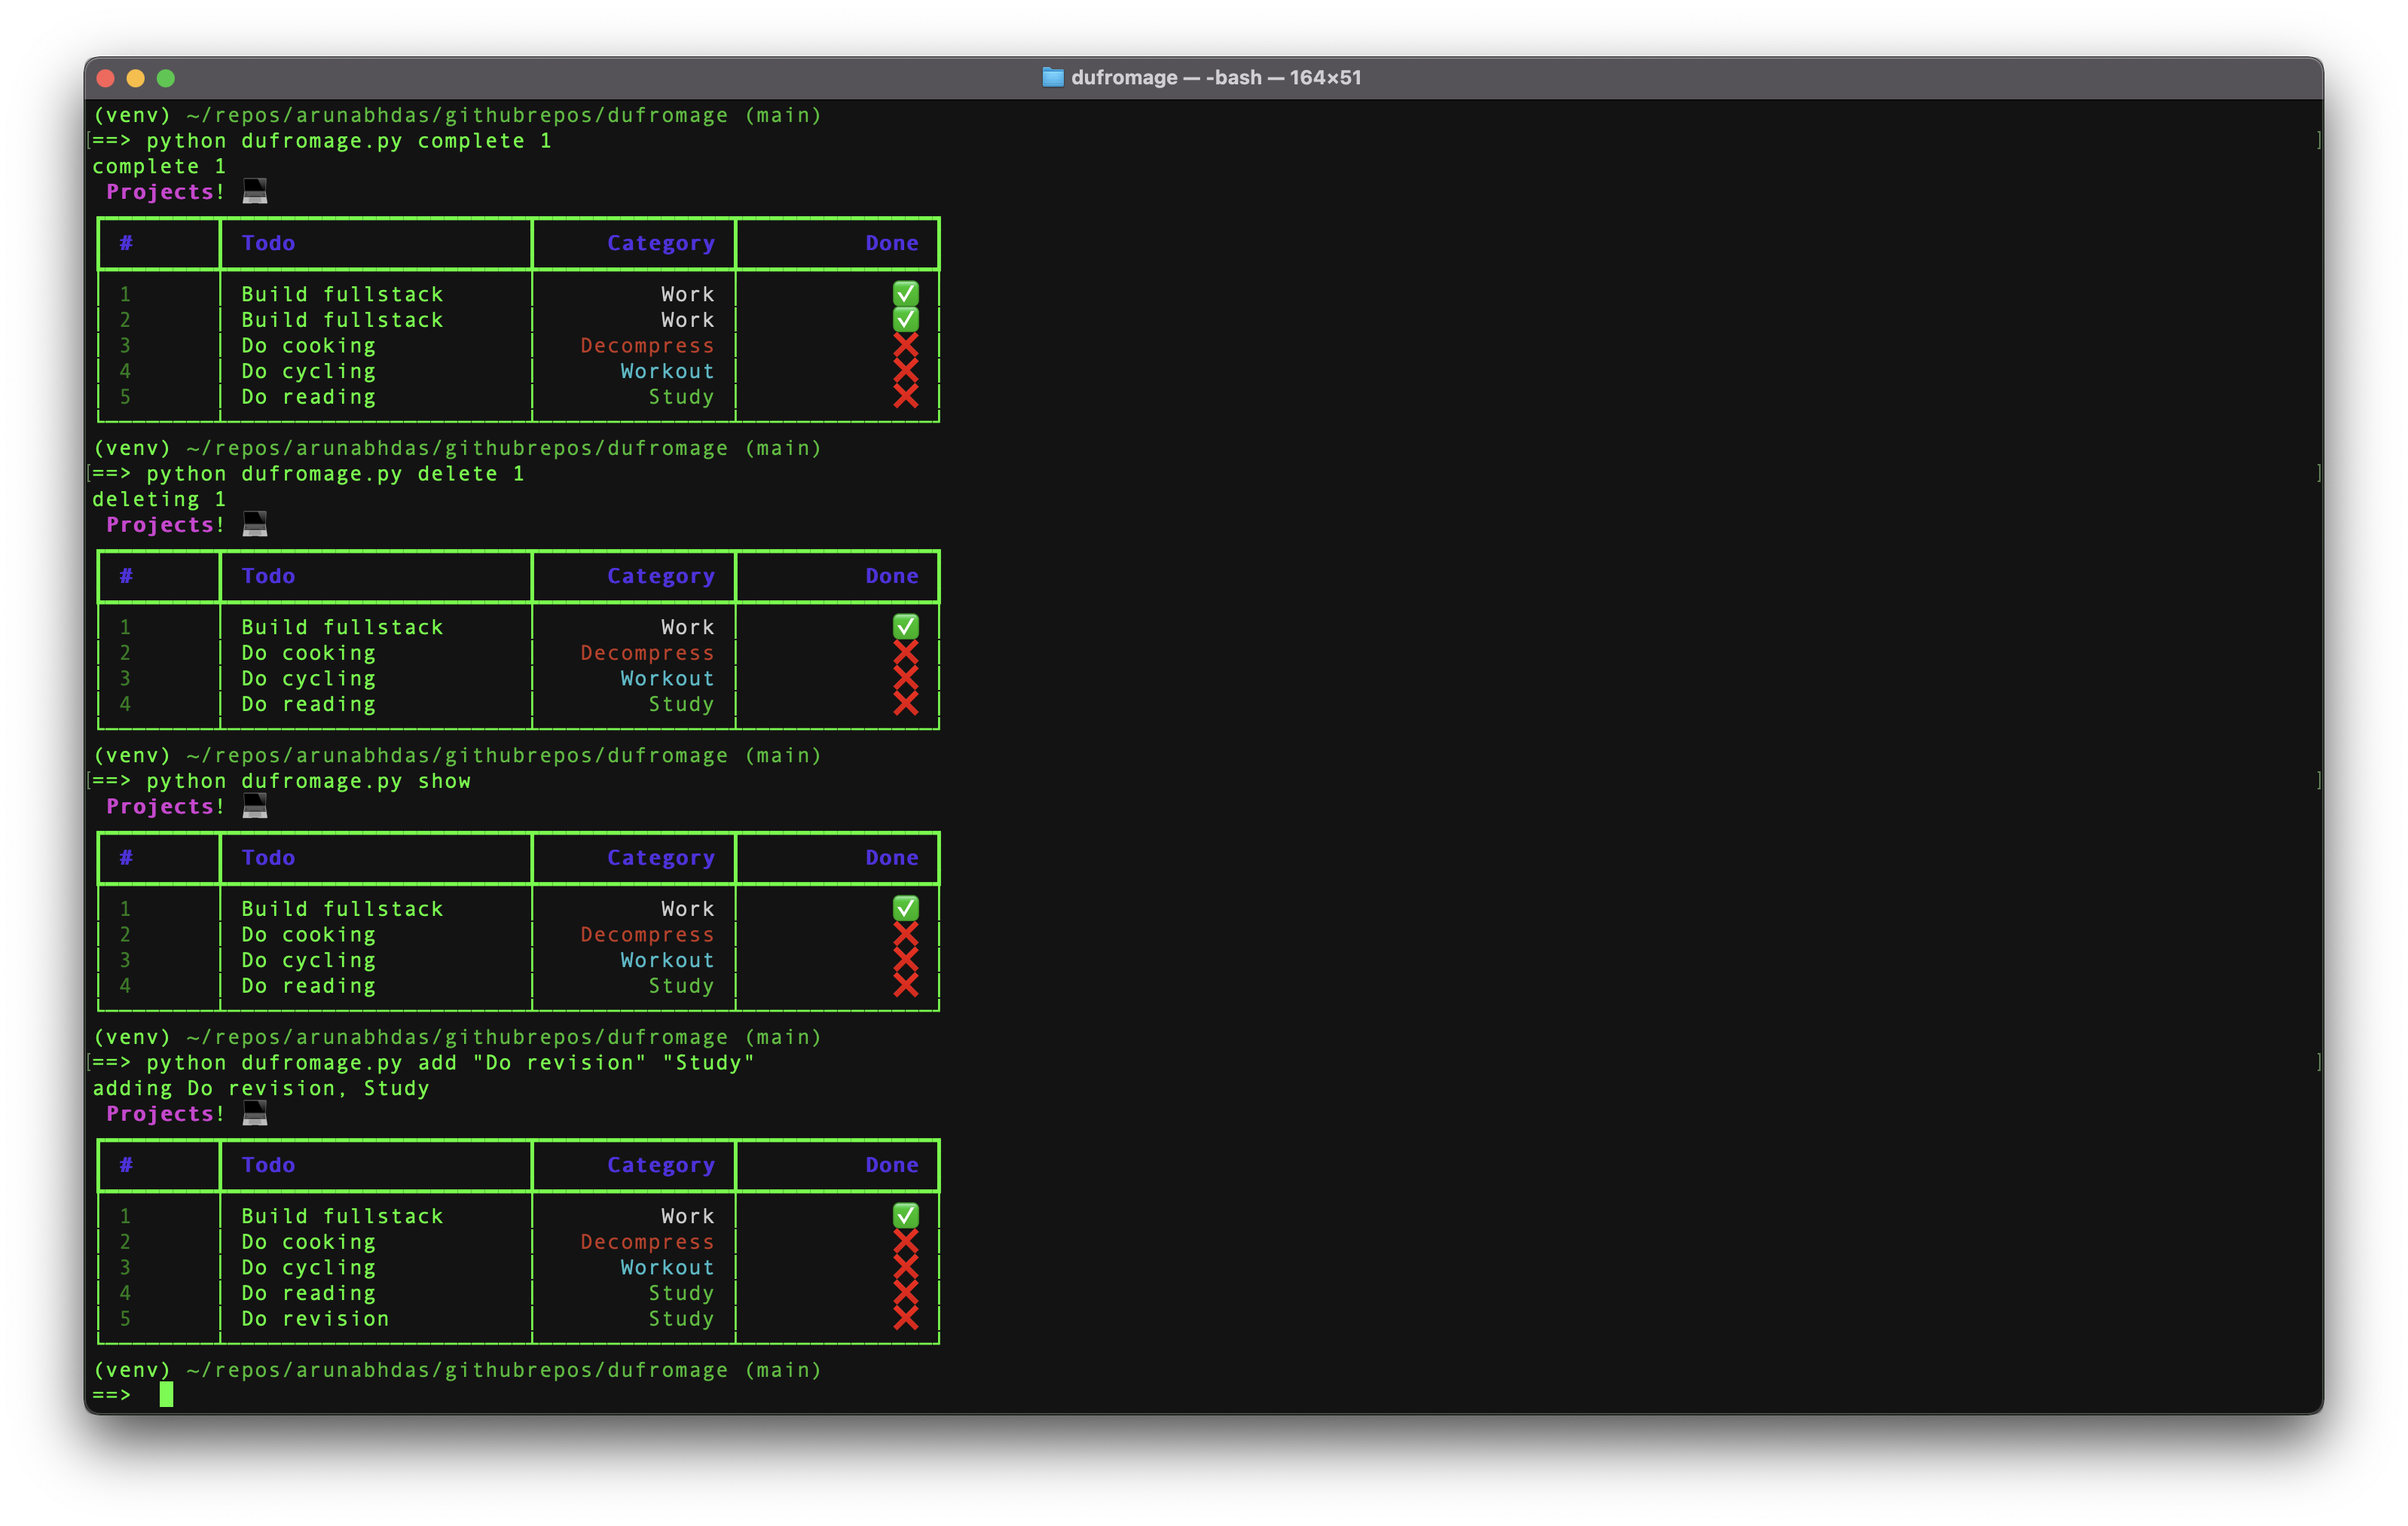 dufromage — -bash — 164×51
(venv) ~/repos/arunabhdas/githubrepos/dufromage (main)
[==> python dufromage.py complete 1 ]
complete 1
Projects! 💻
# Todo Category Done
1 Build fullstack Work ✅
2 Build fullstack Work ✅
3 Do cooking Decompress ❌
4 Do cycling Workout ❌
5 Do reading Study ❌
(venv) ~/repos/arunabhdas/githubrepos/dufromage (main)
[==> python dufromage.py delete 1 ]
deleting 1
Projects! 💻
# Todo Category Done
1 Build fullstack Work ✅
2 Do cooking Decompress ❌
3 Do cycling Workout ❌
4 Do reading Study ❌
(venv) ~/repos/arunabhdas/githubrepos/dufromage (main)
[==> python dufromage.py show ]
Projects! 💻
# Todo Category Done
1 Build fullstack Work ✅
2 Do cooking Decompress ❌
3 Do cycling Workout ❌
4 Do reading Study ❌
(venv) ~/repos/arunabhdas/githubrepos/dufromage (main)
[==> python dufromage.py add "Do revision" "Study" ]
adding Do revision, Study
Projects! 💻
# Todo Category Done
1 Build fullstack Work ✅
2 Do cooking Decompress ❌
3 Do cycling Workout ❌
4 Do reading Study ❌
5 Do revision Study ❌
(venv) ~/repos/arunabhdas/githubrepos/dufromage (main)
==>